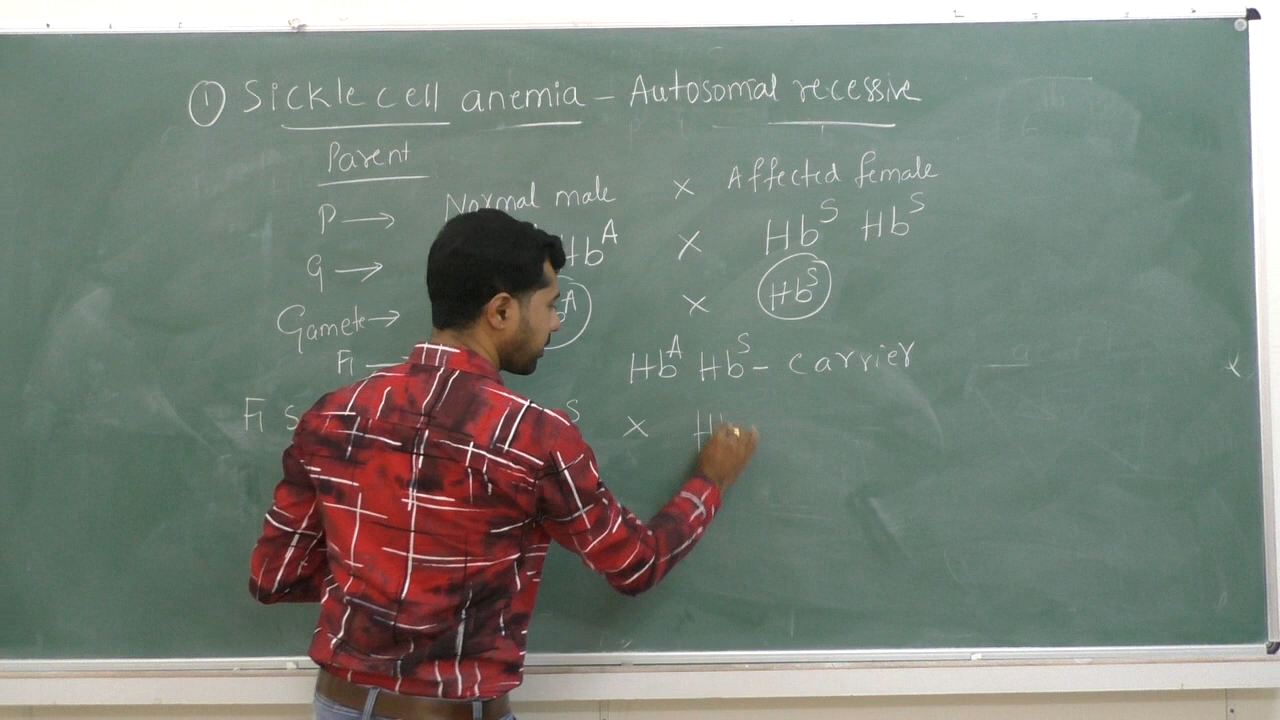 ① Sickle cell anemia – Autosomal recessive
Parent
P → Normal male × Affected female
G → Hb^A × Hb^S Hb^S
Gamete → × Hb^S
F1 – Hb^A Hb^S – carrier
F1 S × H